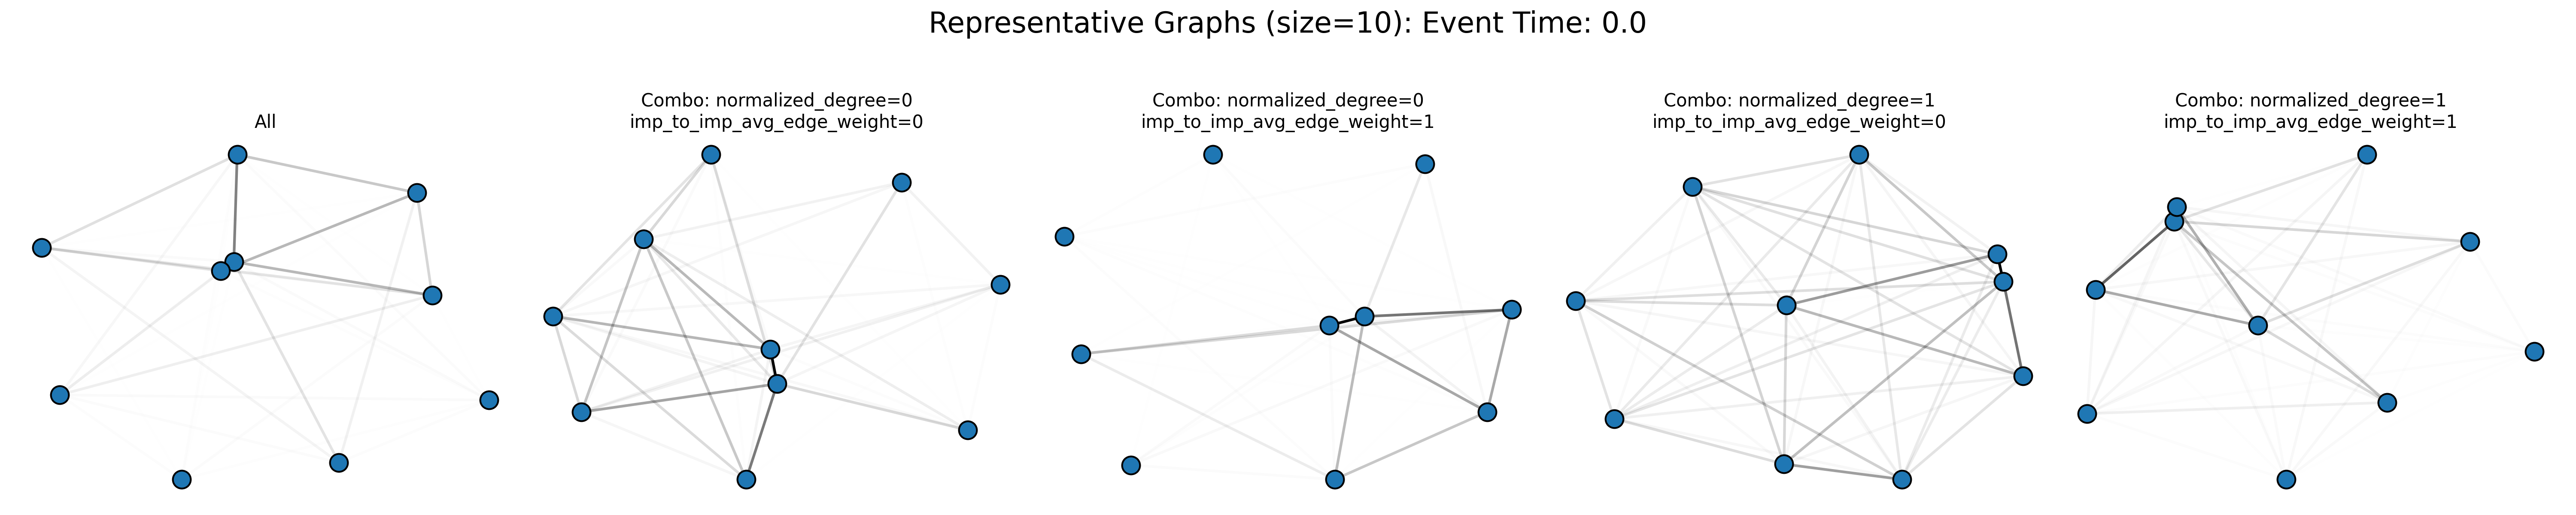 Representative Graphs (size=10): Event Time: 0.0
All
Combo: normalized_degree=0
imp_to_imp_avg_edge_weight=0
Combo: normalized_degree=0
imp_to_imp_avg_edge_weight=1
Combo: normalized_degree=1
imp_to_imp_avg_edge_weight=0
Combo: normalized_degree=1
imp_to_imp_avg_edge_weight=1